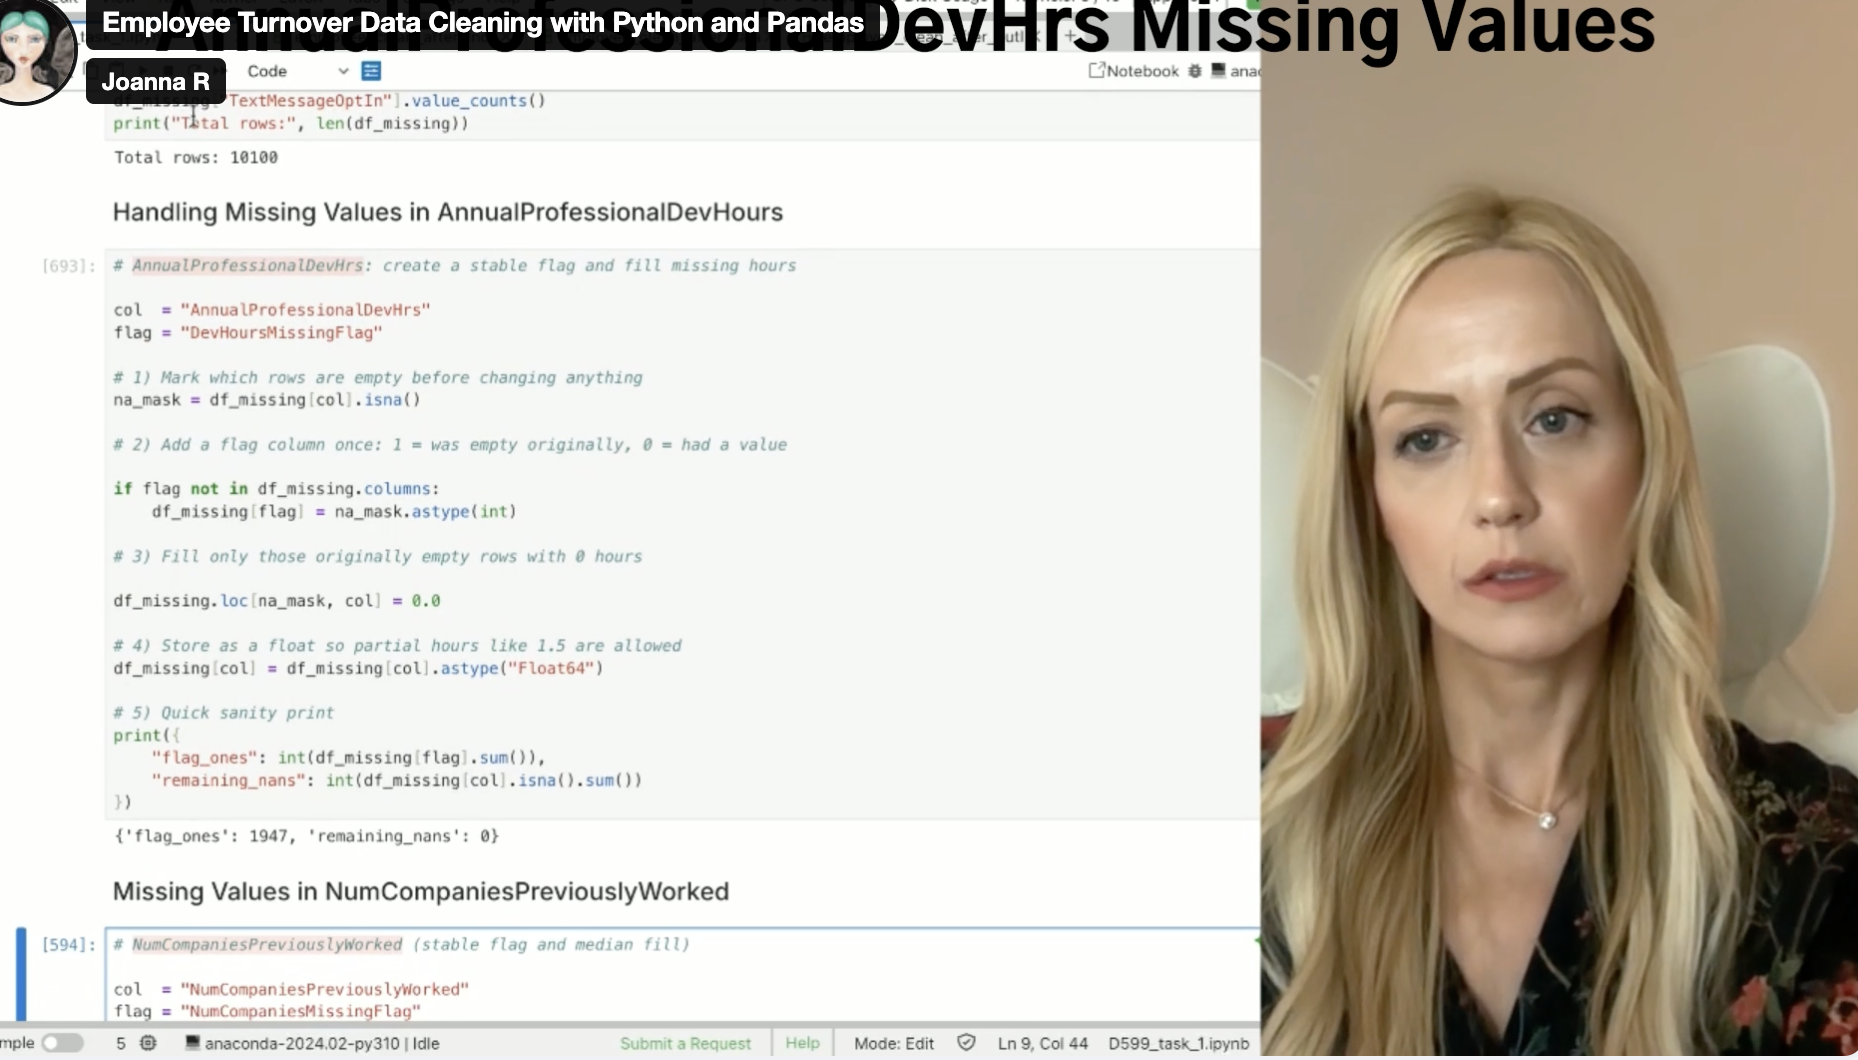 AnnualProfessionalDevHrs Missing Values
Employee Turnover Data Cleaning with Python and Pandas
Joanna R
Code
Notebook
anac
df_missing["TextMessageOptIn"].value_counts()
print("Total rows:", len(df_missing))
Total rows: 10100
Handling Missing Values in AnnualProfessionalDevHours
[693]:
# AnnualProfessionalDevHrs: create a stable flag and fill missing hours
col = "AnnualProfessionalDevHrs"
flag = "DevHoursMissingFlag"
# 1) Mark which rows are empty before changing anything
na_mask = df_missing[col].isna()
# 2) Add a flag column once: 1 = was empty originally, 0 = had a value
if flag not in df_missing.columns:
df_missing[flag] = na_mask.astype(int)
# 3) Fill only those originally empty rows with 0 hours
df_missing.loc[na_mask, col] = 0.0
# 4) Store as a float so partial hours like 1.5 are allowed
df_missing[col] = df_missing[col].astype("Float64")
# 5) Quick sanity print
print({
"flag_ones": int(df_missing[flag].sum()),
"remaining_nans": int(df_missing[col].isna().sum())
})
{'flag_ones': 1947, 'remaining_nans': 0}
Missing Values in NumCompaniesPreviouslyWorked
[594]:
# NumCompaniesPreviouslyWorked (stable flag and median fill)
col = "NumCompaniesPreviouslyWorked"
flag = "NumCompaniesMissingFlag"
mple 5 anaconda-2024.02-py310 | Idle Submit a Request Help Mode: Edit Ln 9, Col 44 D599_task_1.ipynb